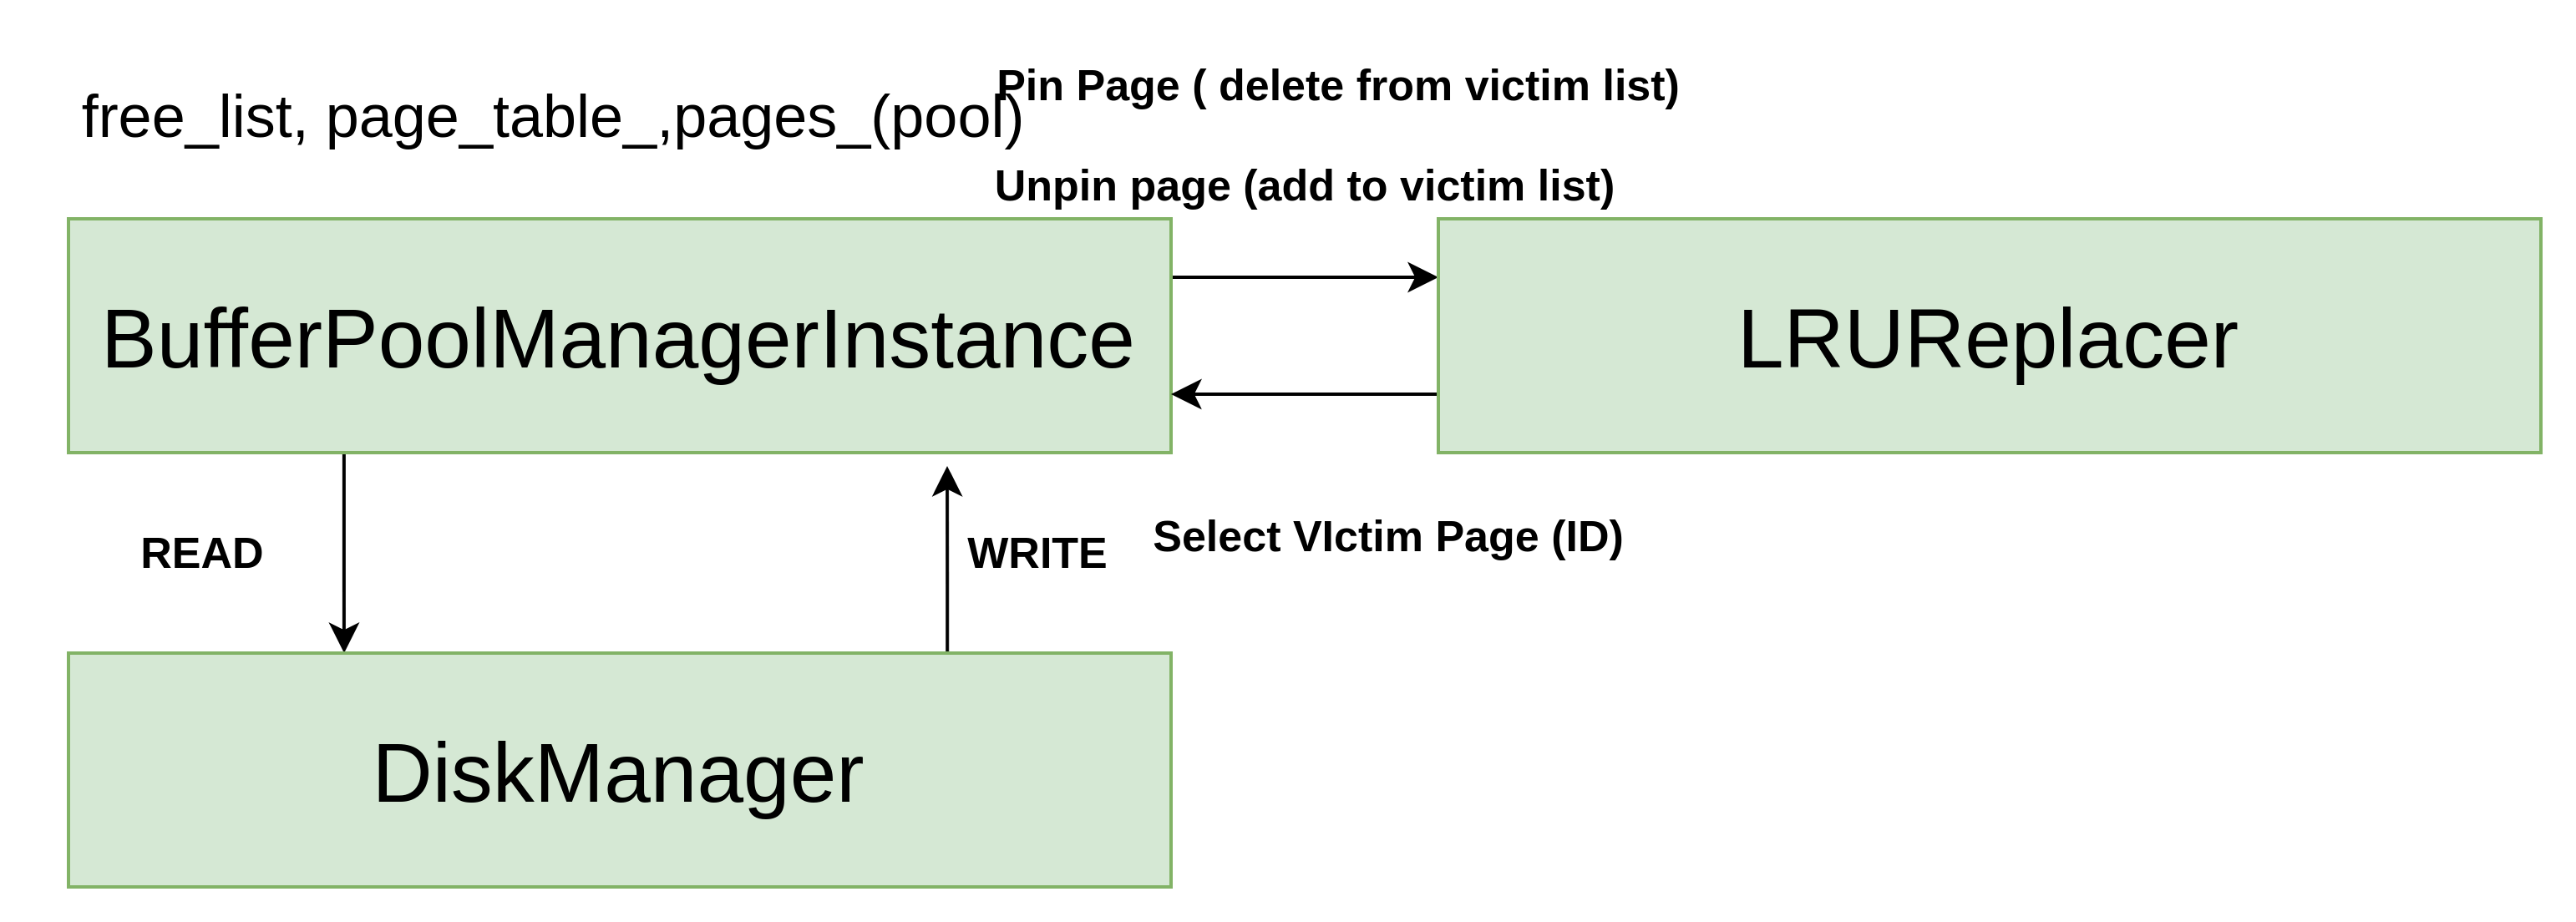 Pin Page ( delete from victim list)
free_list, page_table_,pages_(pool)
Unpin page (add to victim list)
BufferPoolManagerInstance
LRUReplacer
READ
WRITE
Select VIctim Page (ID)
DiskManager